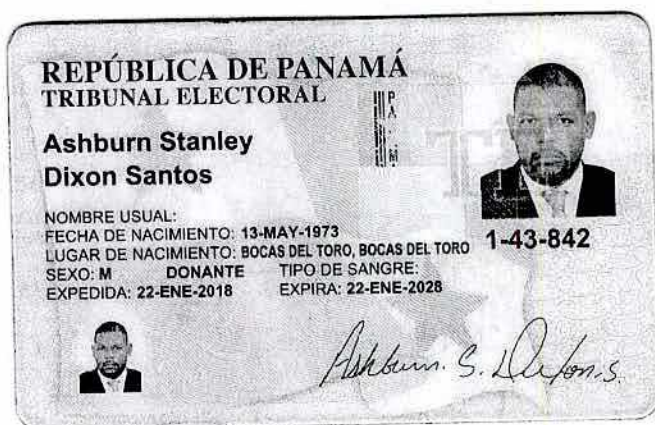 REPÚBLICA DE PANAMÁ
TRIBUNAL ELECTORAL
Ashburn Stanley
Dixon Santos
NOMBRE USUAL:
FECHA DE NACIMIENTO: 13-MAY-1973
LUGAR DE NACIMIENTO: BOCAS DEL TORO, BOCAS DEL TORO
SEXO: M DONANTE TIPO DE SANGRE:
EXPEDIDA: 22-ENE-2018 EXPIRA: 22-ENE-2028
1-43-842
Ashburn. S. Dixon.s.